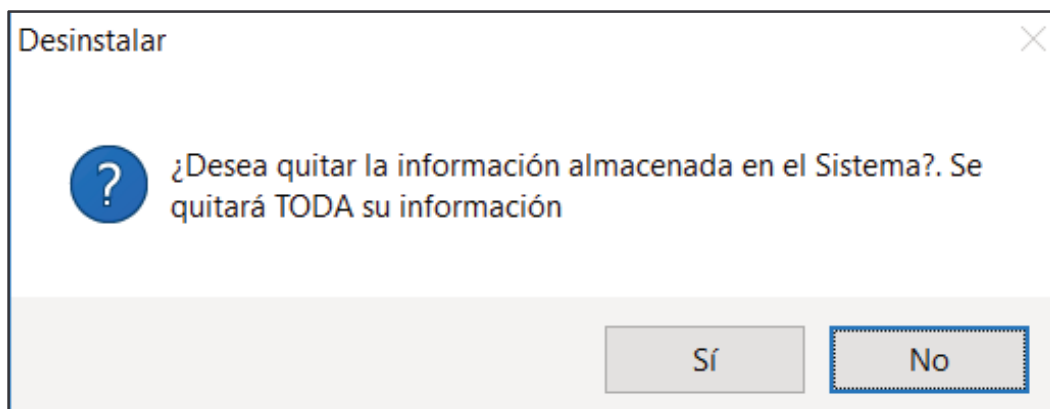 Desinstalar
¿Desea quitar la información almacenada en el Sistema?. Se
quitará TODA su información
Sí
No